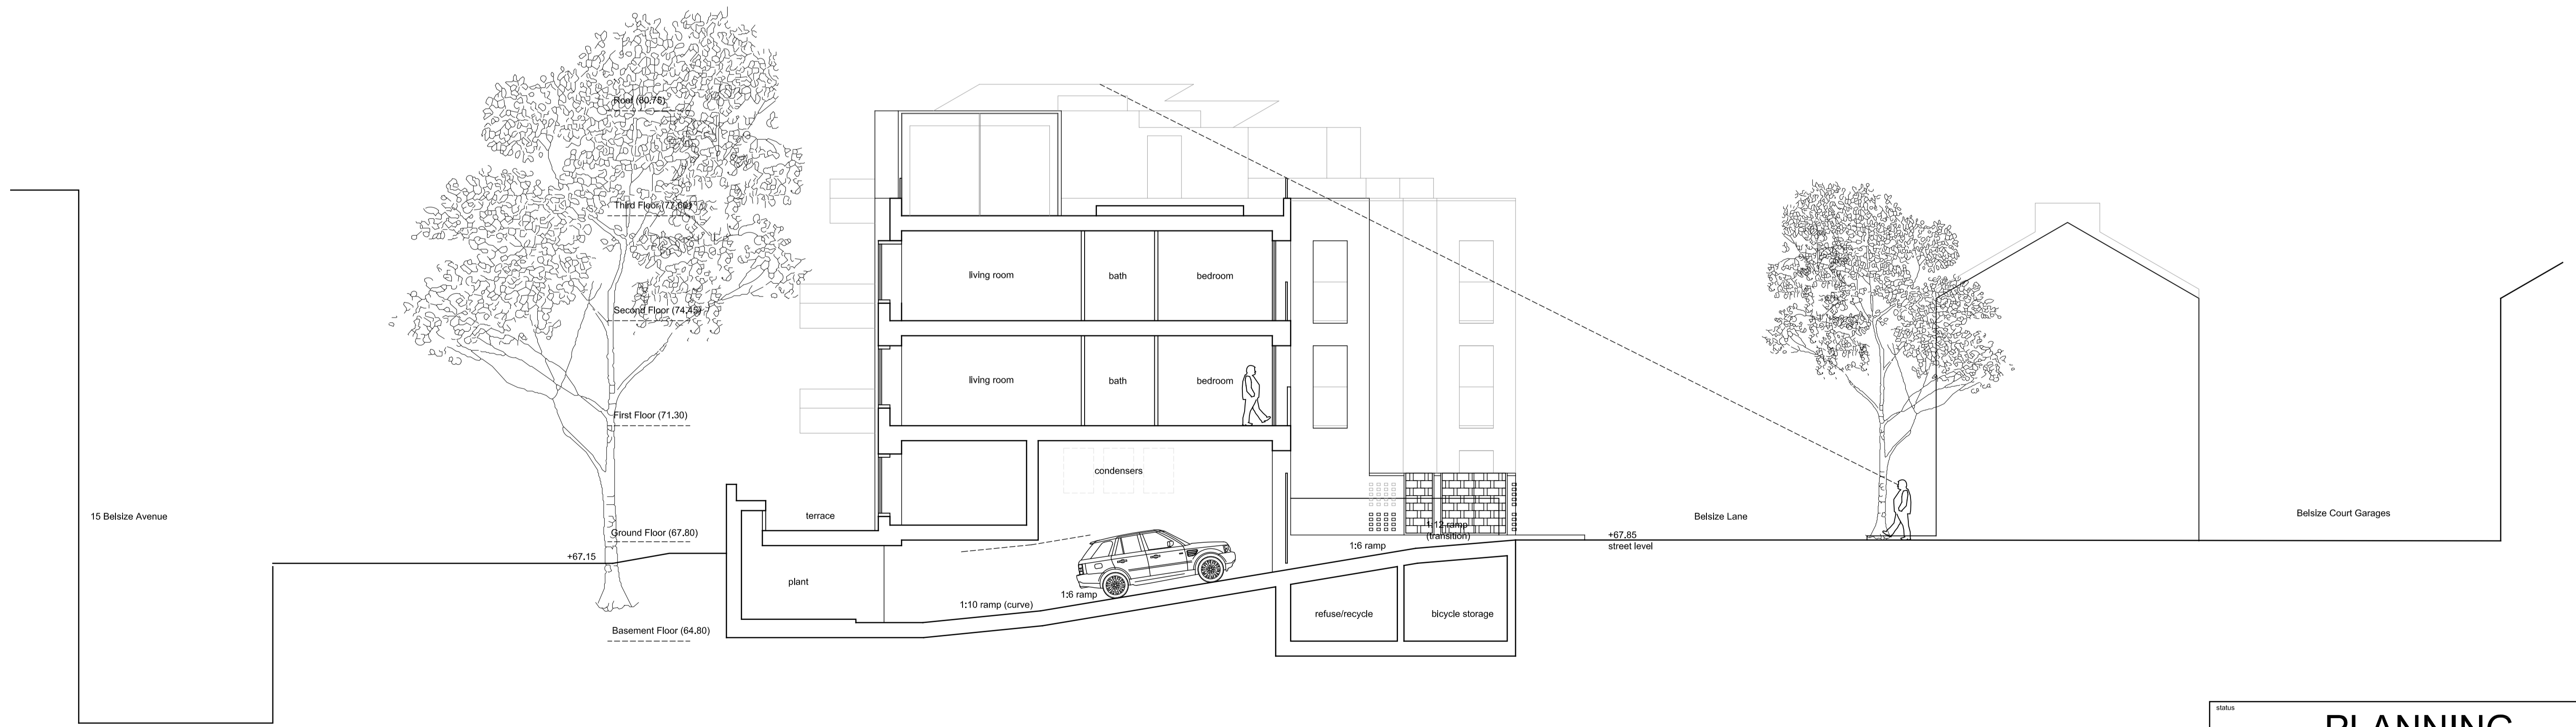 Roof (80.75)
Third Floor (77.60)
living room
bath
bedroom
Second Floor (74.45)
living room
bath
bedroom
First Floor (71.30)
condensers
15 Belsize Avenue
terrace
Belsize Lane
Belsize Court Garages
1:12 ramp
(transition)
Ground Floor (67.80)
+67.85
street level
1:6 ramp
+67.15
plant
1:6 ramp
1:10 ramp (curve)
refuse/recycle
bicycle storage
Basement Floor (64.80)
status
PLANNING